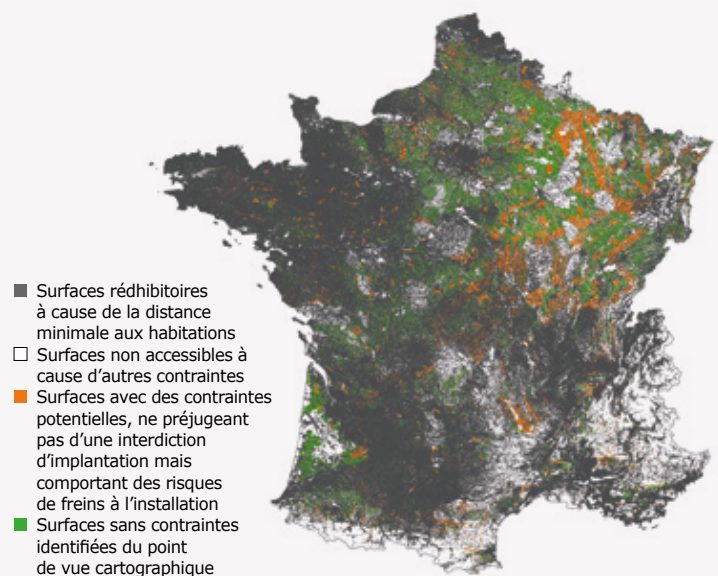 Surfaces rédhibitoires
à cause de la distance
minimale aux habitations
Surfaces non accessibles à
cause d’autres contraintes
Surfaces avec des contraintes
potentielles, ne préjugeant
pas d’une interdiction
d’implantation mais
comportant des risques
de freins à l’installation
Surfaces sans contraintes
identifiées du point
de vue cartographique